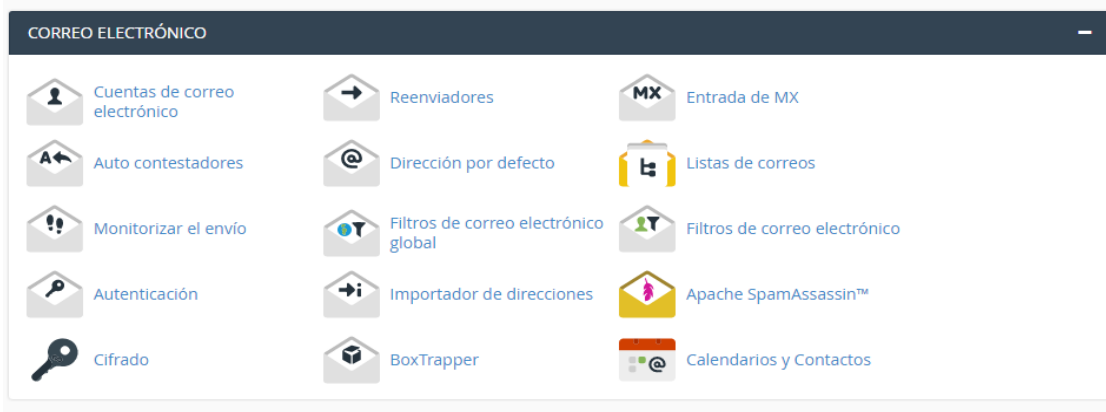 CORREO ELECTRÓNICO
Cuentas de correo
electrónico
Reenviadores
MX
Entrada de MX
A
Auto contestadores
@
Dirección por defecto
Listas de correos
Monitorizar el envío
Filtros de correo electrónico
global
Filtros de correo electrónico
Autenticación
i
Importador de direcciones
Apache SpamAssassin™
Cifrado
BoxTrapper
@
Calendarios y Contactos